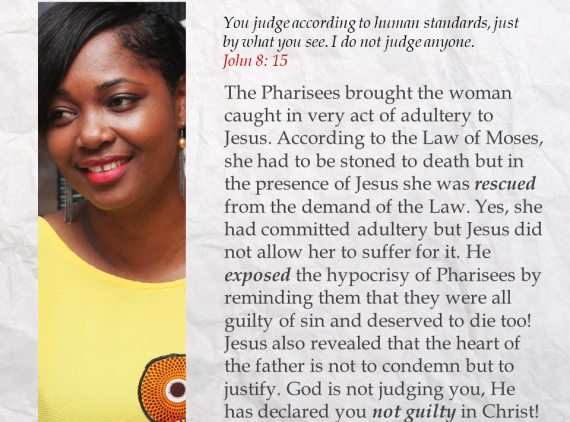 You judge according to human standards, just
by what you see. I do not judge anyone.
John 8: 15
The Pharisees brought the woman
caught in very act of adultery to
Jesus. According to the Law of Moses,
she had to be stoned to death but in
the presence of Jesus she was rescued
from the demand of the Law. Yes, she
had committed adultery but Jesus did
not allow her to suffer for it. He
exposed the hypocrisy of Pharisees by
reminding them that they were all
guilty of sin and deserved to die too!
Jesus also revealed that the heart of
the father is not to condemn but to
justify. God is not judging you, He
has declared you not guilty in Christ!